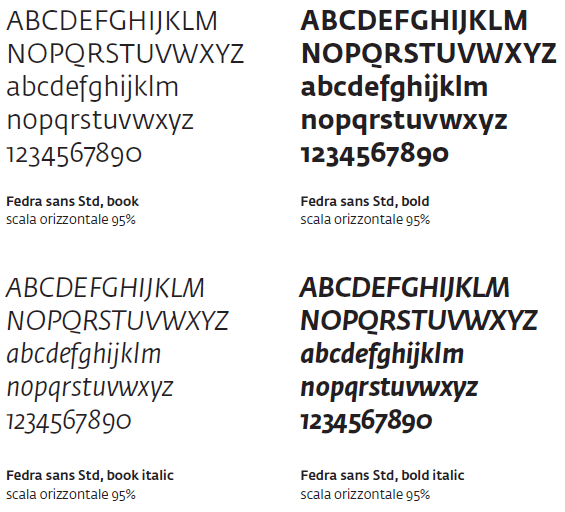 ABCDEFGHIJKLM
NOPQRSTUVWXYZ
abcdefghijklm
nopqrstuvwxyz
1234567890
Fedra sans Std, book
scala orizzontale 95%
ABCDEFGHIJKLM
NOPQRSTUVWXYZ
abcdefghijklm
nopqrstuvwxyz
1234567890
Fedra sans Std, bold
scala orizzontale 95%
ABCDEFGHIJKLM
NOPQRSTUVWXYZ
abcdefghijklm
nopqrstuvwxyz
1234567890
Fedra sans Std, book italic
scala orizzontale 95%
ABCDEFGHIJKLM
NOPQRSTUVWXYZ
abcdefghijklm
nopqrstuvwxyz
1234567890
Fedra sans Std, bold italic
scala orizzontale 95%